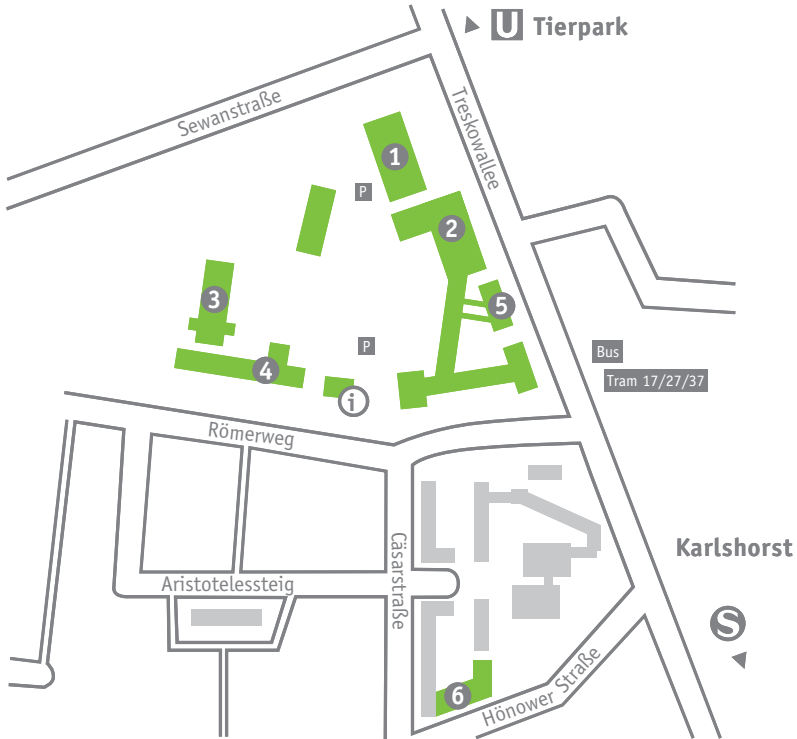 U Tierpark
Sewanstraße
Treskowallee
1
P
2
3
5
P
Bus
4
Tram 17/27/37
i
Römerweg
Karlshorst
Cäsarstraße
Aristotelessteig
S
6
Hönower Straße